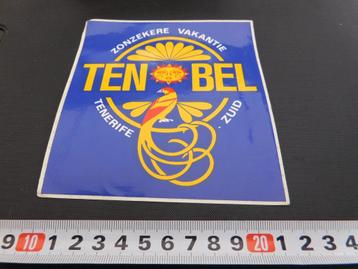 ZONZEKERE VAKANTIE
TEN BEL
TENERIFE ZUID
9 10 1 2 3 4 5 6 7 8 9 20 1 2 3 4